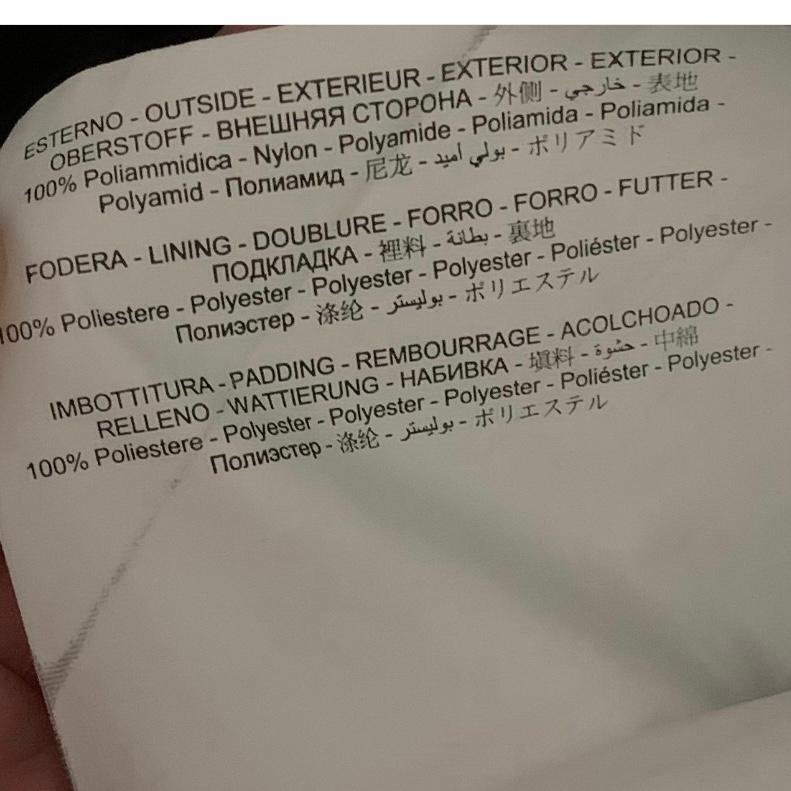 ESTERNO - OUTSIDE - EXTERIEUR - EXTERIOR - EXTERIOR -
OBERSTOFF - ВНЕШНЯЯ СТОРОНА - 外侧 - خارجي - 表地
100% Poliammidica - Nylon - Polyamide - Poliamida - Poliamida -
Polyamid - Полиамид - 尼龙 - بولي اميد - ポリアミド
FODERA - LINING - DOUBLURE - FORRO - FORRO - FUTTER -
ПОДКЛАДКА - 裡料 - بطانة - 裏地
100% Poliestere - Polyester - Polyester - Polyester - Poliéster - Polyester -
Полиэстер - 涤纶 - بوليستر - ポリエステル
IMBOTTITURA - PADDING - REMBOURRAGE - ACOLCHOADO -
RELLENO - WATTIERUNG - НАБИВКА - 填料 - حشوة - 中綿
100% Poliestere - Polyester - Polyester - Polyester - Poliéster - Polyester -
Полиэстер - 涤纶 - بوليستر - ポリエステル